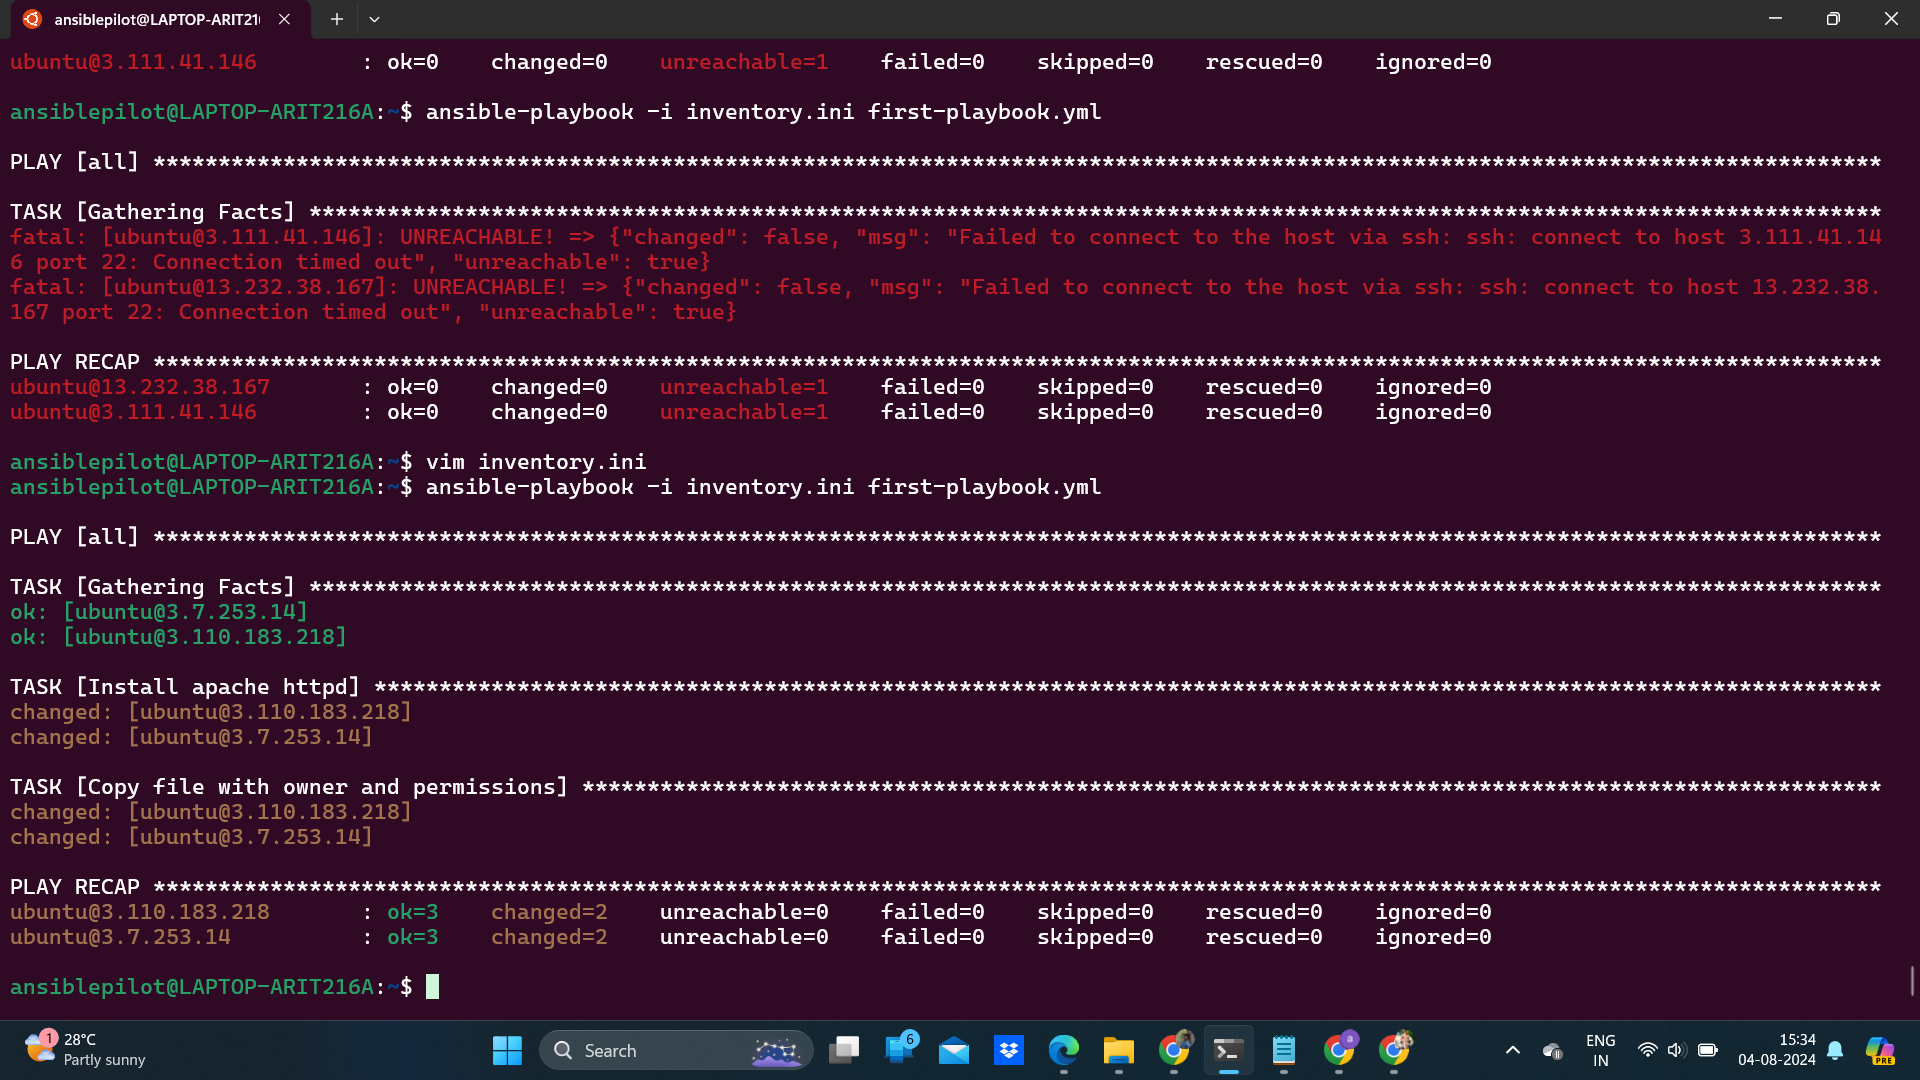 ansiblepilot@LAPTOP-ARIT21
ubuntu@3.111.41.146 : ok=0 changed=0 unreachable=1 failed=0 skipped=0 rescued=0 ignored=0
ansiblepilot@LAPTOP-ARIT216A:~$ ansible-playbook -i inventory.ini first-playbook.yml
PLAY [all] *************************************************************************************************************************************
TASK [Gathering Facts] *************************************************************************************************************************
fatal: [ubuntu@3.111.41.146]: UNREACHABLE! => {"changed": false, "msg": "Failed to connect to the host via ssh: ssh: connect to host 3.111.41.14
6 port 22: Connection timed out", "unreachable": true}
fatal: [ubuntu@13.232.38.167]: UNREACHABLE! => {"changed": false, "msg": "Failed to connect to the host via ssh: ssh: connect to host 13.232.38.
167 port 22: Connection timed out", "unreachable": true}
PLAY RECAP *************************************************************************************************************************************
ubuntu@13.232.38.167 : ok=0 changed=0 unreachable=1 failed=0 skipped=0 rescued=0 ignored=0
ubuntu@3.111.41.146 : ok=0 changed=0 unreachable=1 failed=0 skipped=0 rescued=0 ignored=0
ansiblepilot@LAPTOP-ARIT216A:~$ vim inventory.ini
ansiblepilot@LAPTOP-ARIT216A:~$ ansible-playbook -i inventory.ini first-playbook.yml
PLAY [all] *************************************************************************************************************************************
TASK [Gathering Facts] *************************************************************************************************************************
ok: [ubuntu@3.7.253.14]
ok: [ubuntu@3.110.183.218]
TASK [Install apache httpd] ********************************************************************************************************************
changed: [ubuntu@3.110.183.218]
changed: [ubuntu@3.7.253.14]
TASK [Copy file with owner and permissions] ****************************************************************************************************
changed: [ubuntu@3.110.183.218]
changed: [ubuntu@3.7.253.14]
PLAY RECAP *************************************************************************************************************************************
ubuntu@3.110.183.218 : ok=3 changed=2 unreachable=0 failed=0 skipped=0 rescued=0 ignored=0
ubuntu@3.7.253.14 : ok=3 changed=2 unreachable=0 failed=0 skipped=0 rescued=0 ignored=0
ansiblepilot@LAPTOP-ARIT216A:~$
1
28°C
Partly sunny
Search
6
a
ENG
IN
15:34
04-08-2024
PRE